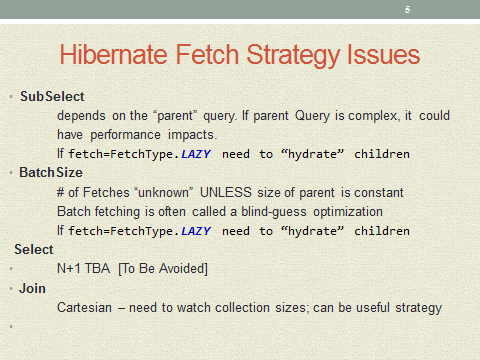 5
Hibernate Fetch Strategy Issues
• SubSelect
depends on the “parent” query. If parent Query is complex, it could
have performance impacts.
If fetch=FetchType.LAZY need to “hydrate” children
• BatchSize
# of Fetches “unknown” UNLESS size of parent is constant
Batch fetching is often called a blind-guess optimization
If fetch=FetchType.LAZY need to “hydrate” children
Select
• N+1 TBA [To Be Avoided]
• Join
Cartesian – need to watch collection sizes; can be useful strategy
•